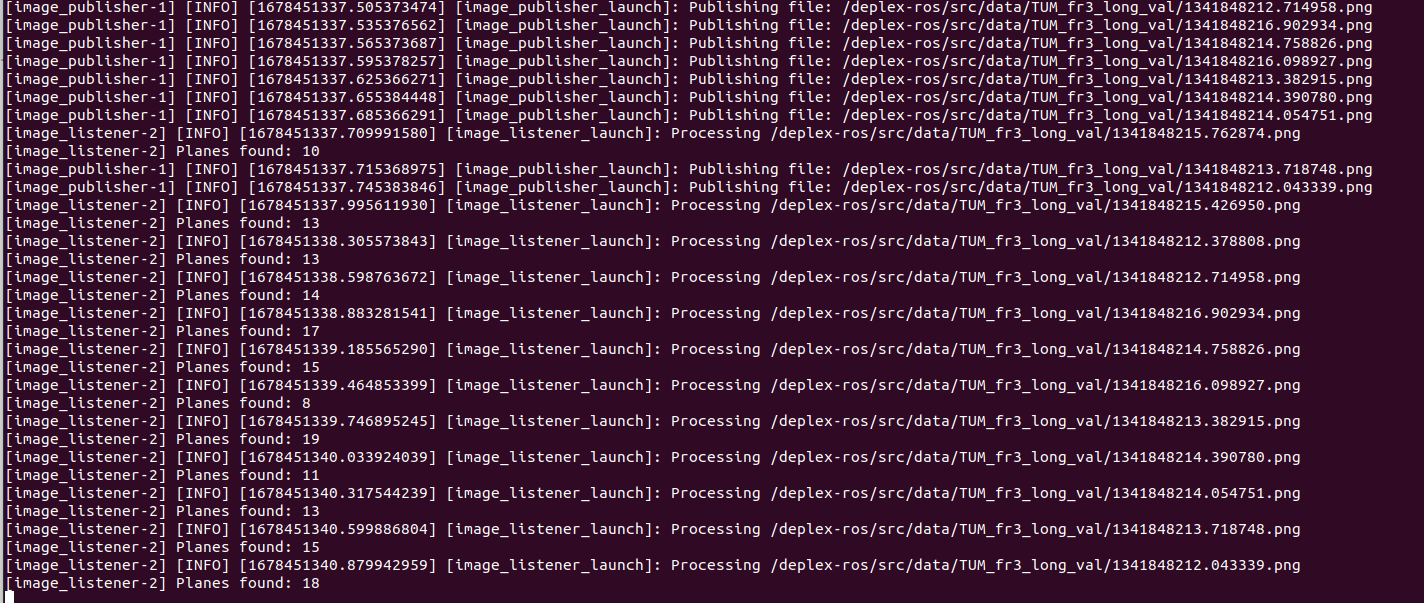 [image_publisher-1] [INFO] [1678451337.505373474] [image_publisher_launch]: Publishing file: /deplex-ros/src/data/TUM_fr3_long_val/1341848212.714958.png
[image_publisher-1] [INFO] [1678451337.535376562] [image_publisher_launch]: Publishing file: /deplex-ros/src/data/TUM_fr3_long_val/1341848216.902934.png
[image_publisher-1] [INFO] [1678451337.565373687] [image_publisher_launch]: Publishing file: /deplex-ros/src/data/TUM_fr3_long_val/1341848214.758826.png
[image_publisher-1] [INFO] [1678451337.595378257] [image_publisher_launch]: Publishing file: /deplex-ros/src/data/TUM_fr3_long_val/1341848216.098927.png
[image_publisher-1] [INFO] [1678451337.625366271] [image_publisher_launch]: Publishing file: /deplex-ros/src/data/TUM_fr3_long_val/1341848213.382915.png
[image_publisher-1] [INFO] [1678451337.655384448] [image_publisher_launch]: Publishing file: /deplex-ros/src/data/TUM_fr3_long_val/1341848214.390780.png
[image_publisher-1] [INFO] [1678451337.685366291] [image_publisher_launch]: Publishing file: /deplex-ros/src/data/TUM_fr3_long_val/1341848214.054751.png
[image_listener-2] [INFO] [1678451337.709991580] [image_listener_launch]: Processing /deplex-ros/src/data/TUM_fr3_long_val/1341848215.762874.png
[image_listener-2] Planes found: 10
[image_publisher-1] [INFO] [1678451337.715368975] [image_publisher_launch]: Publishing file: /deplex-ros/src/data/TUM_fr3_long_val/1341848213.718748.png
[image_publisher-1] [INFO] [1678451337.745383846] [image_publisher_launch]: Publishing file: /deplex-ros/src/data/TUM_fr3_long_val/1341848212.043339.png
[image_listener-2] [INFO] [1678451337.995611930] [image_listener_launch]: Processing /deplex-ros/src/data/TUM_fr3_long_val/1341848215.426950.png
[image_listener-2] Planes found: 13
[image_listener-2] [INFO] [1678451338.305573843] [image_listener_launch]: Processing /deplex-ros/src/data/TUM_fr3_long_val/1341848212.378808.png
[image_listener-2] Planes found: 13
[image_listener-2] [INFO] [1678451338.598763672] [image_listener_launch]: Processing /deplex-ros/src/data/TUM_fr3_long_val/1341848212.714958.png
[image_listener-2] Planes found: 14
[image_listener-2] [INFO] [1678451338.883281541] [image_listener_launch]: Processing /deplex-ros/src/data/TUM_fr3_long_val/1341848216.902934.png
[image_listener-2] Planes found: 17
[image_listener-2] [INFO] [1678451339.185565290] [image_listener_launch]: Processing /deplex-ros/src/data/TUM_fr3_long_val/1341848214.758826.png
[image_listener-2] Planes found: 15
[image_listener-2] [INFO] [1678451339.464853399] [image_listener_launch]: Processing /deplex-ros/src/data/TUM_fr3_long_val/1341848216.098927.png
[image_listener-2] Planes found: 8
[image_listener-2] [INFO] [1678451339.746895245] [image_listener_launch]: Processing /deplex-ros/src/data/TUM_fr3_long_val/1341848213.382915.png
[image_listener-2] Planes found: 19
[image_listener-2] [INFO] [1678451340.033924039] [image_listener_launch]: Processing /deplex-ros/src/data/TUM_fr3_long_val/1341848214.390780.png
[image_listener-2] Planes found: 11
[image_listener-2] [INFO] [1678451340.317544239] [image_listener_launch]: Processing /deplex-ros/src/data/TUM_fr3_long_val/1341848214.054751.png
[image_listener-2] Planes found: 13
[image_listener-2] [INFO] [1678451340.599886804] [image_listener_launch]: Processing /deplex-ros/src/data/TUM_fr3_long_val/1341848213.718748.png
[image_listener-2] Planes found: 15
[image_listener-2] [INFO] [1678451340.879942959] [image_listener_launch]: Processing /deplex-ros/src/data/TUM_fr3_long_val/1341848212.043339.png
[image_listener-2] Planes found: 18